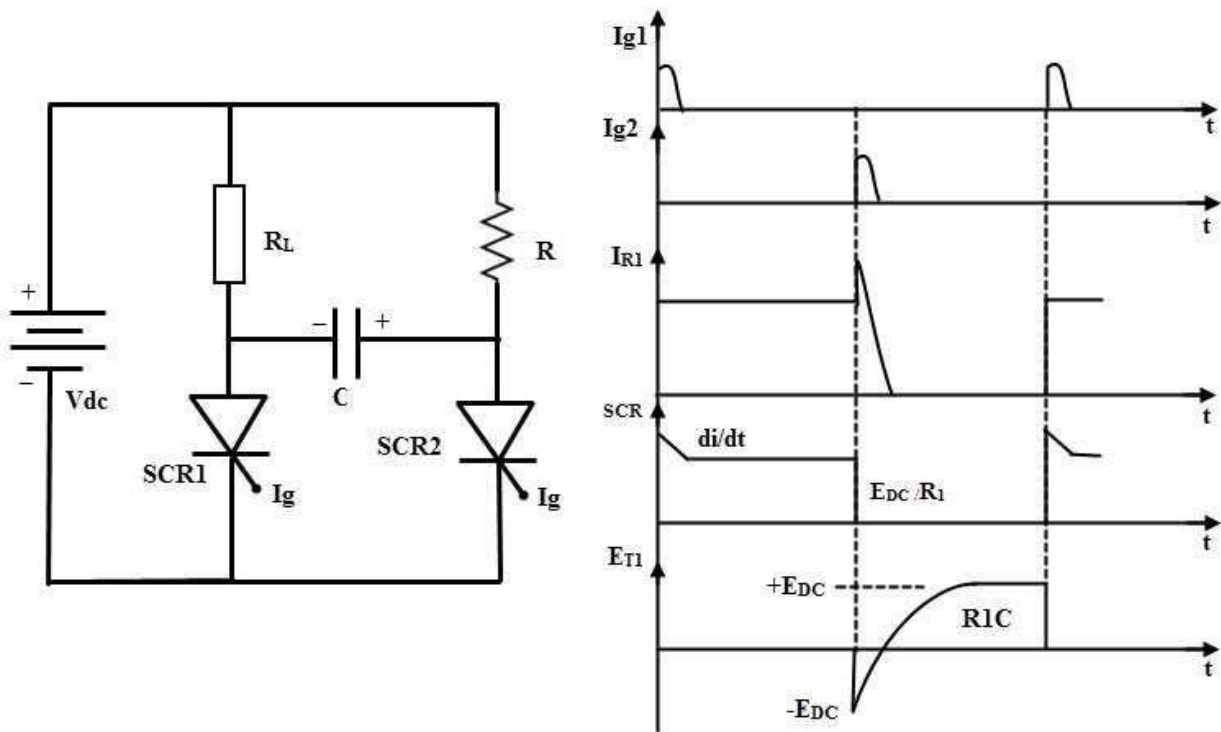 +
–
Vdc
RL
R
–
+
C
SCR1
Ig
SCR2
Ig
Ig1
t
Ig2
t
IR1
t
SCR
di/dt
EDC /R1
t
ET1
+EDC
R1C
t
-EDC